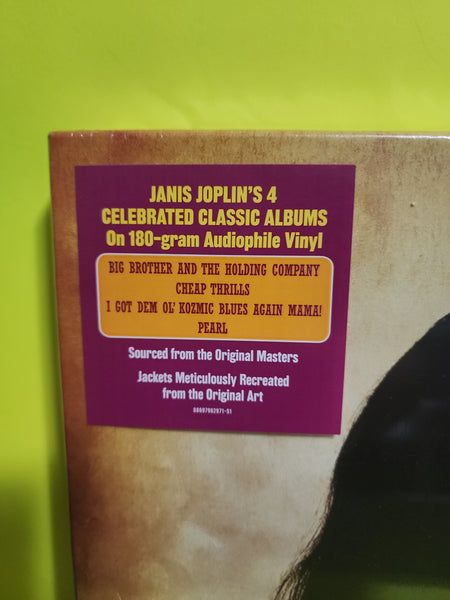 JANIS JOPLIN'S 4
CELEBRATED CLASSIC ALBUMS
On 180-gram Audiophile Vinyl
BIG BROTHER AND THE HOLDING COMPANY
CHEAP THRILLS
I GOT DEM OL' KOZMIC BLUES AGAIN MAMA!
PEARL
Sourced from the Original Masters
Jackets Meticulously Recreated
from the Original Art
88697962971-S1